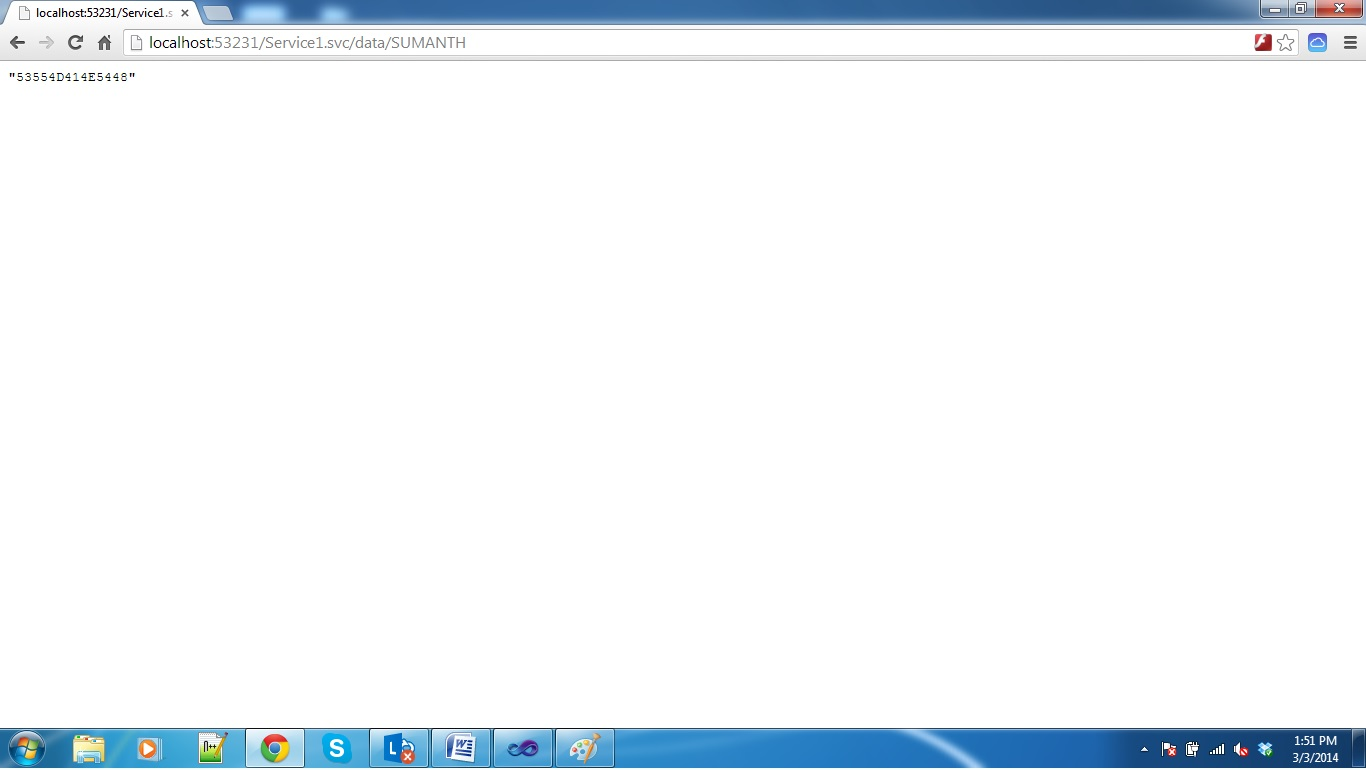 localhost:53231/Service1.s
localhost:53231/Service1.svc/data/SUMANTH
"53554D414E5448"
1:51 PM
3/3/2014